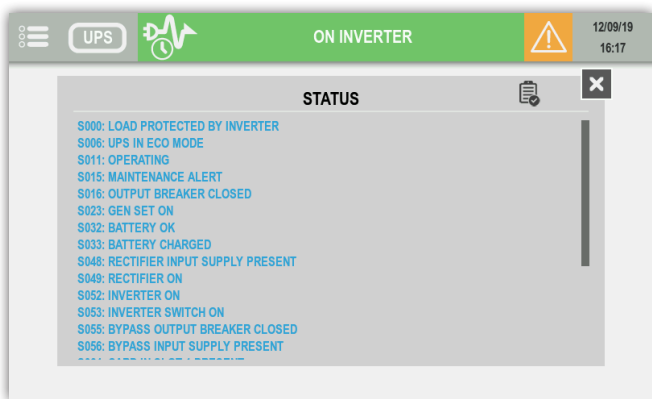 UPS
ON INVERTER
12/09/19
16:17
STATUS
S000: LOAD PROTECTED BY INVERTER
S006: UPS IN ECO MODE
S011: OPERATING
S015: MAINTENANCE ALERT
S016: OUTPUT BREAKER CLOSED
S023: GEN SET ON
S032: BATTERY OK
S033: BATTERY CHARGED
S048: RECTIFIER INPUT SUPPLY PRESENT
S049: RECTIFIER ON
S052: INVERTER ON
S053: INVERTER SWITCH ON
S055: BYPASS OUTPUT BREAKER CLOSED
S056: BYPASS INPUT SUPPLY PRESENT